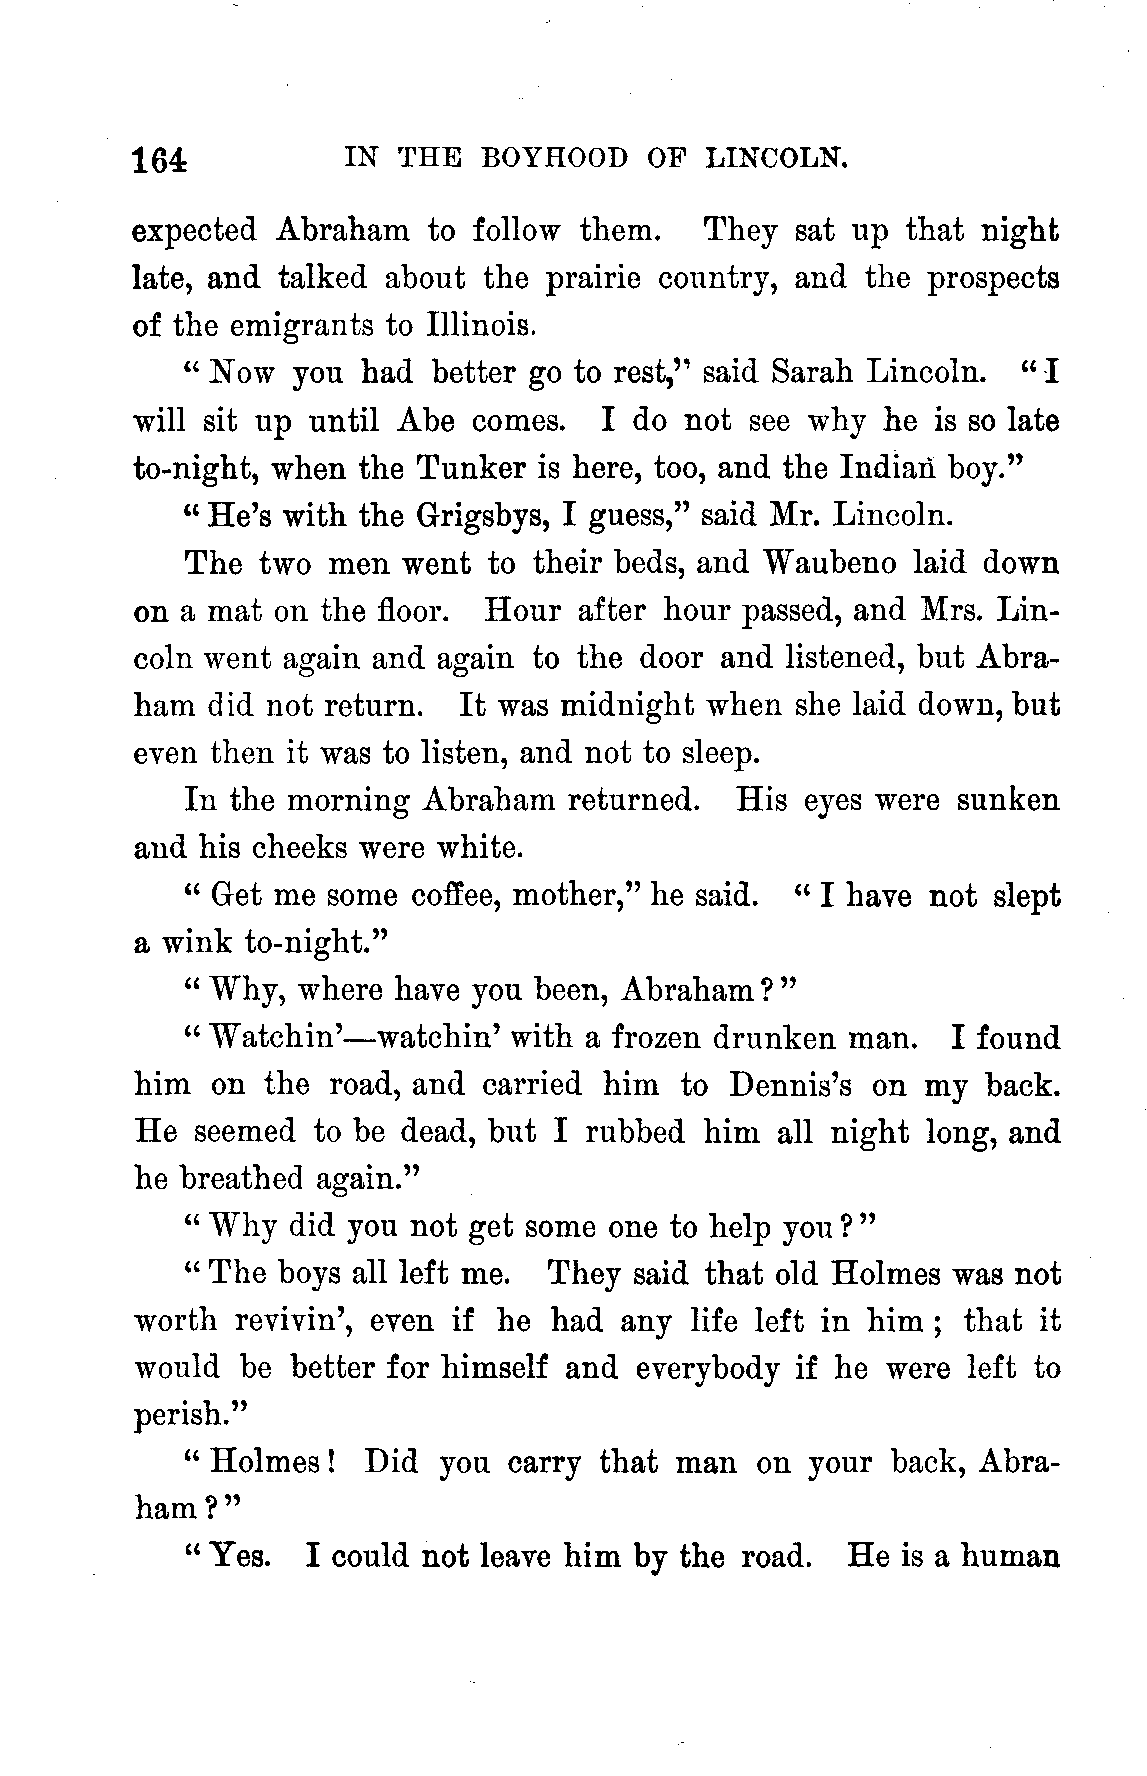 164 IN THE BOYHOOD OF LINCOLN.
expected Abraham to follow them. They sat up that night
late, and talked about the prairie country, and the prospects
of the emigrants to Illinois.
“ Now you had better go to rest,” said Sarah Lincoln. “ I
will sit up until Abe comes. I do not see why he is so late
to-night, when the Tunker is here, too, and the Indian boy.”
“ He’s with the Grigsbys, I guess,” said Mr. Lincoln.
The two men went to their beds, and Waubeno laid down
on a mat on the floor. Hour after hour passed, and Mrs. Lin-
coln went again and again to the door and listened, but Abra-
ham did not return. It was midnight when she laid down, but
even then it was to listen, and not to sleep.
In the morning Abraham returned. His eyes were sunken
and his cheeks were white.
“ Get me some coffee, mother,” he said. “ I have not slept
a wink to-night.”
“ Why, where have you been, Abraham ? ”
“ Watchin’—watchin’ with a frozen drunken man. I found
him on the road, and carried him to Dennis’s on my back.
He seemed to be dead, but I rubbed him all night long, and
he breathed again.”
“ Why did you not get some one to help you ? ”
“ The boys all left me. They said that old Holmes was not
worth revivin’, even if he had any life left in him ; that it
would be better for himself and everybody if he were left to
perish.”
“ Holmes ! Did you carry that man on your back, Abra-
ham ? ”
“ Yes. I could not leave him by the road. He is a human